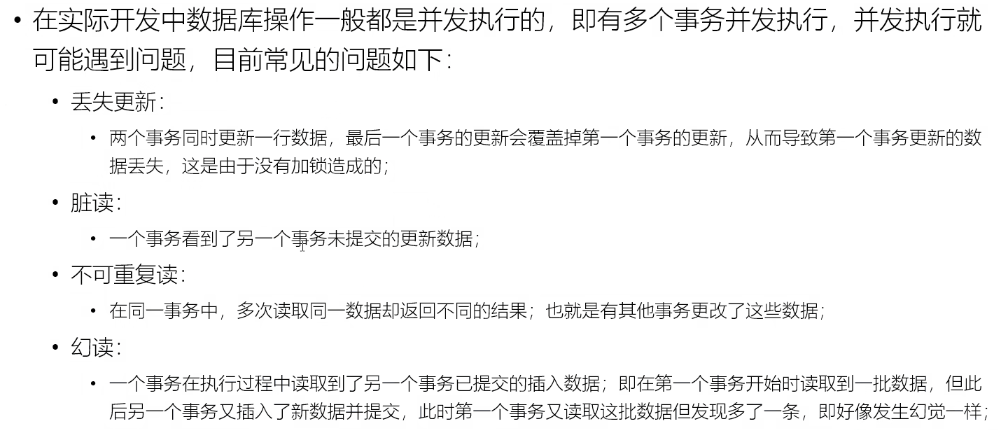 • 在实际开发中数据库操作一般都是并发执行的，即有多个事务并发执行，并发执行就
可能遇到问题，目前常见的问题如下：
• 丢失更新：
• 两个事务同时更新一行数据，最后一个事务的更新会覆盖掉第一个事务的更新，从而导致第一个事务更新的数
据丢失，这是由于没有加锁造成的；
• 脏读：
• 一个事务看到了另一个事务未提交的更新数据；
• 不可重复读：
• 在同一事务中，多次读取同一数据却返回不同的结果；也就是有其他事务更改了这些数据；
• 幻读：
• 一个事务在执行过程中读取到了另一个事务已提交的插入数据；即在第一个事务开始时读取到一批数据，但此
后另一个事务又插入了新数据并提交，此时第一个事务又读取这批数据但发现多了一条，即好像发生幻觉一样；